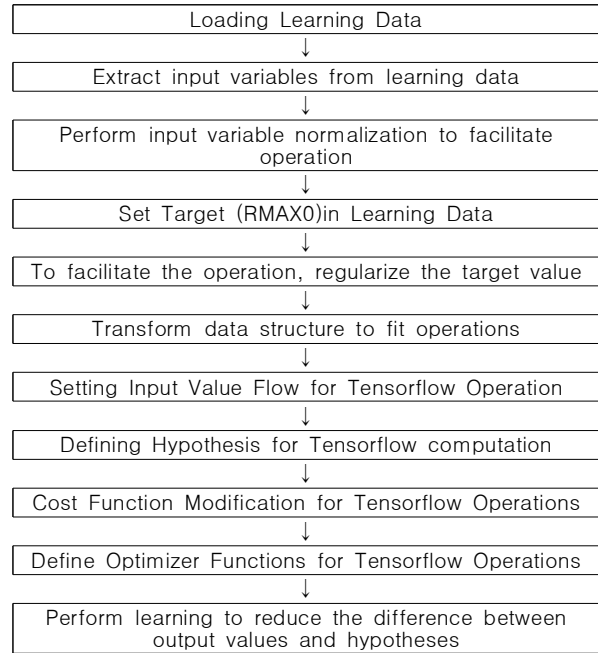 Loading Learning Data
↓
Extract input variables from learning data
↓
Perform input variable normalization to facilitate
operation
↓
Set Target (RMAX0)in Learning Data
↓
To facilitate the operation, regularize the target value
↓
Transform data structure to fit operations
↓
Setting Input Value Flow for Tensorflow Operation
↓
Defining Hypothesis for Tensorflow computation
↓
Cost Function Modification for Tensorflow Operations
↓
Define Optimizer Functions for Tensorflow Operations
↓
Perform learning to reduce the difference between
output values and hypotheses